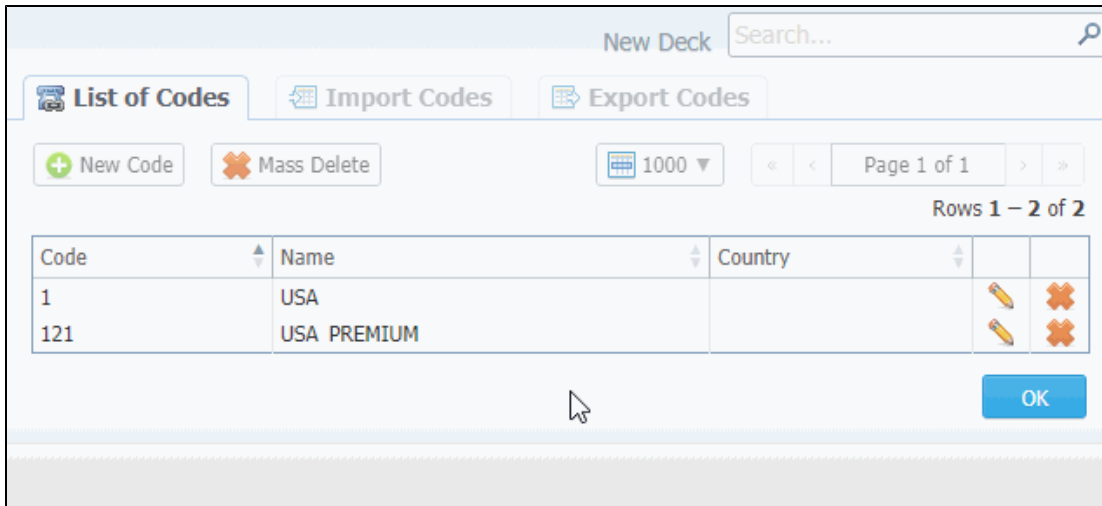 New Deck Search...
List of Codes Import Codes Export Codes
New Code Mass Delete 1000 « < Page 1 of 1 > »
Rows 1 – 2 of 2
Code Name Country
1 USA
121 USA PREMIUM
OK